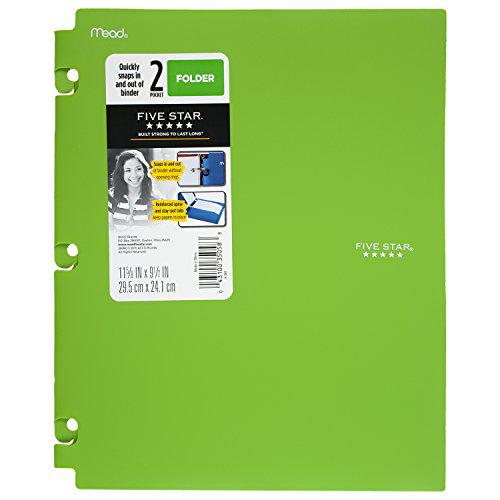 Mead®
Quickly
snaps in
and out of
binder
2
POCKET
FOLDER
FIVE STAR®
★★★★★
BUILT STRONG TO LAST LONG™
Snaps in and out
of binder without
opening rings
Reinforced spine
and stay-put tabs
keep papers in place
11⅝ IN x 9½ IN
29.5 cm x 24.1 cm
FIVE STAR®
★★★★★